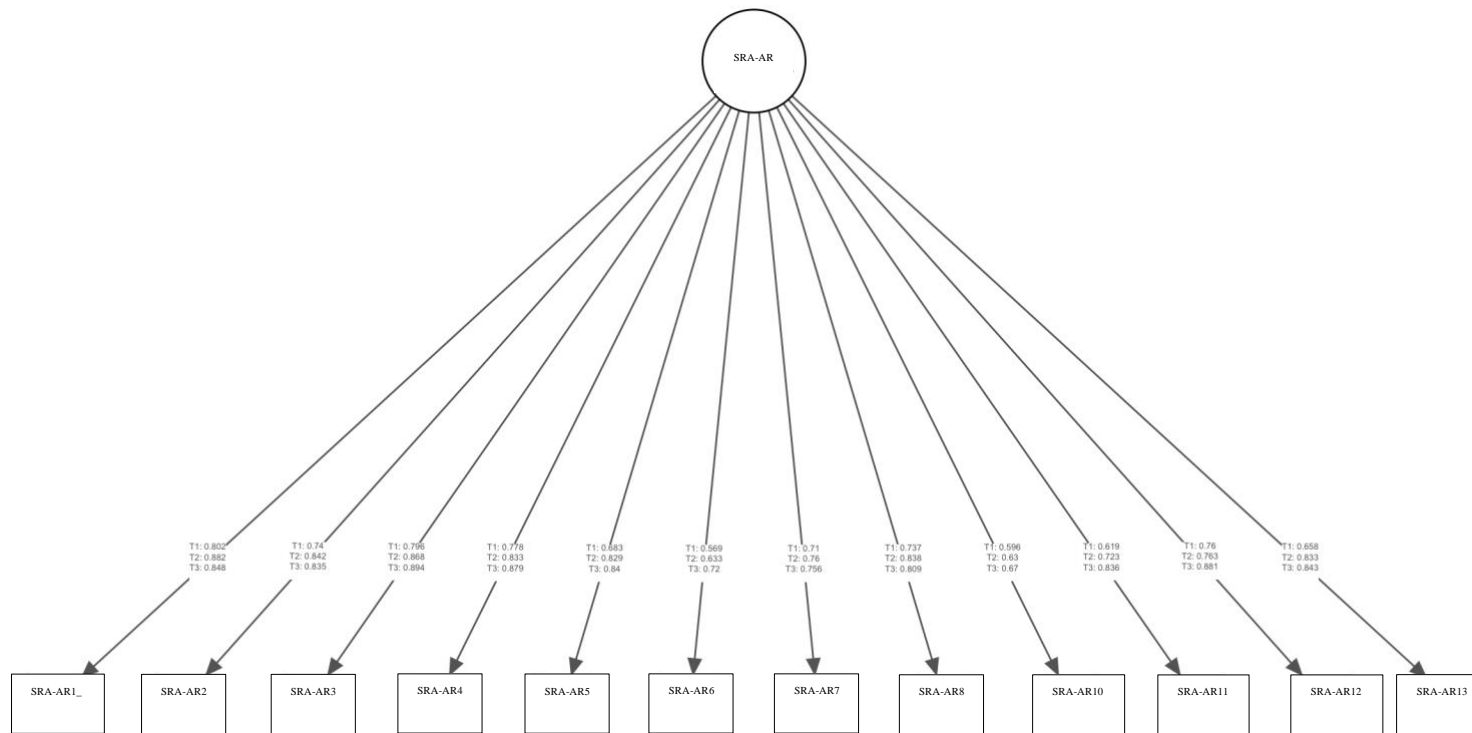 SRA-AR
T1: 0.802
T2: 0.882
T3: 0.848
T1: 0.74
T2: 0.842
T3: 0.835
T1: 0.796
T2: 0.868
T3: 0.894
T1: 0.778
T2: 0.833
T3: 0.879
T1: 0.683
T2: 0.829
T3: 0.84
T1: 0.569
T2: 0.633
T3: 0.72
T1: 0.71
T2: 0.76
T3: 0.756
T1: 0.737
T2: 0.838
T3: 0.809
T1: 0.596
T2: 0.63
T3: 0.67
T1: 0.619
T2: 0.723
T3: 0.836
T1: 0.76
T2: 0.763
T3: 0.881
T1: 0.658
T2: 0.833
T3: 0.843
SRA-AR1_
SRA-AR2
SRA-AR3
SRA-AR4
SRA-AR5
SRA-AR6
SRA-AR7
SRA-AR8
SRA-AR10
SRA-AR11
SRA-AR12
SRA-AR13